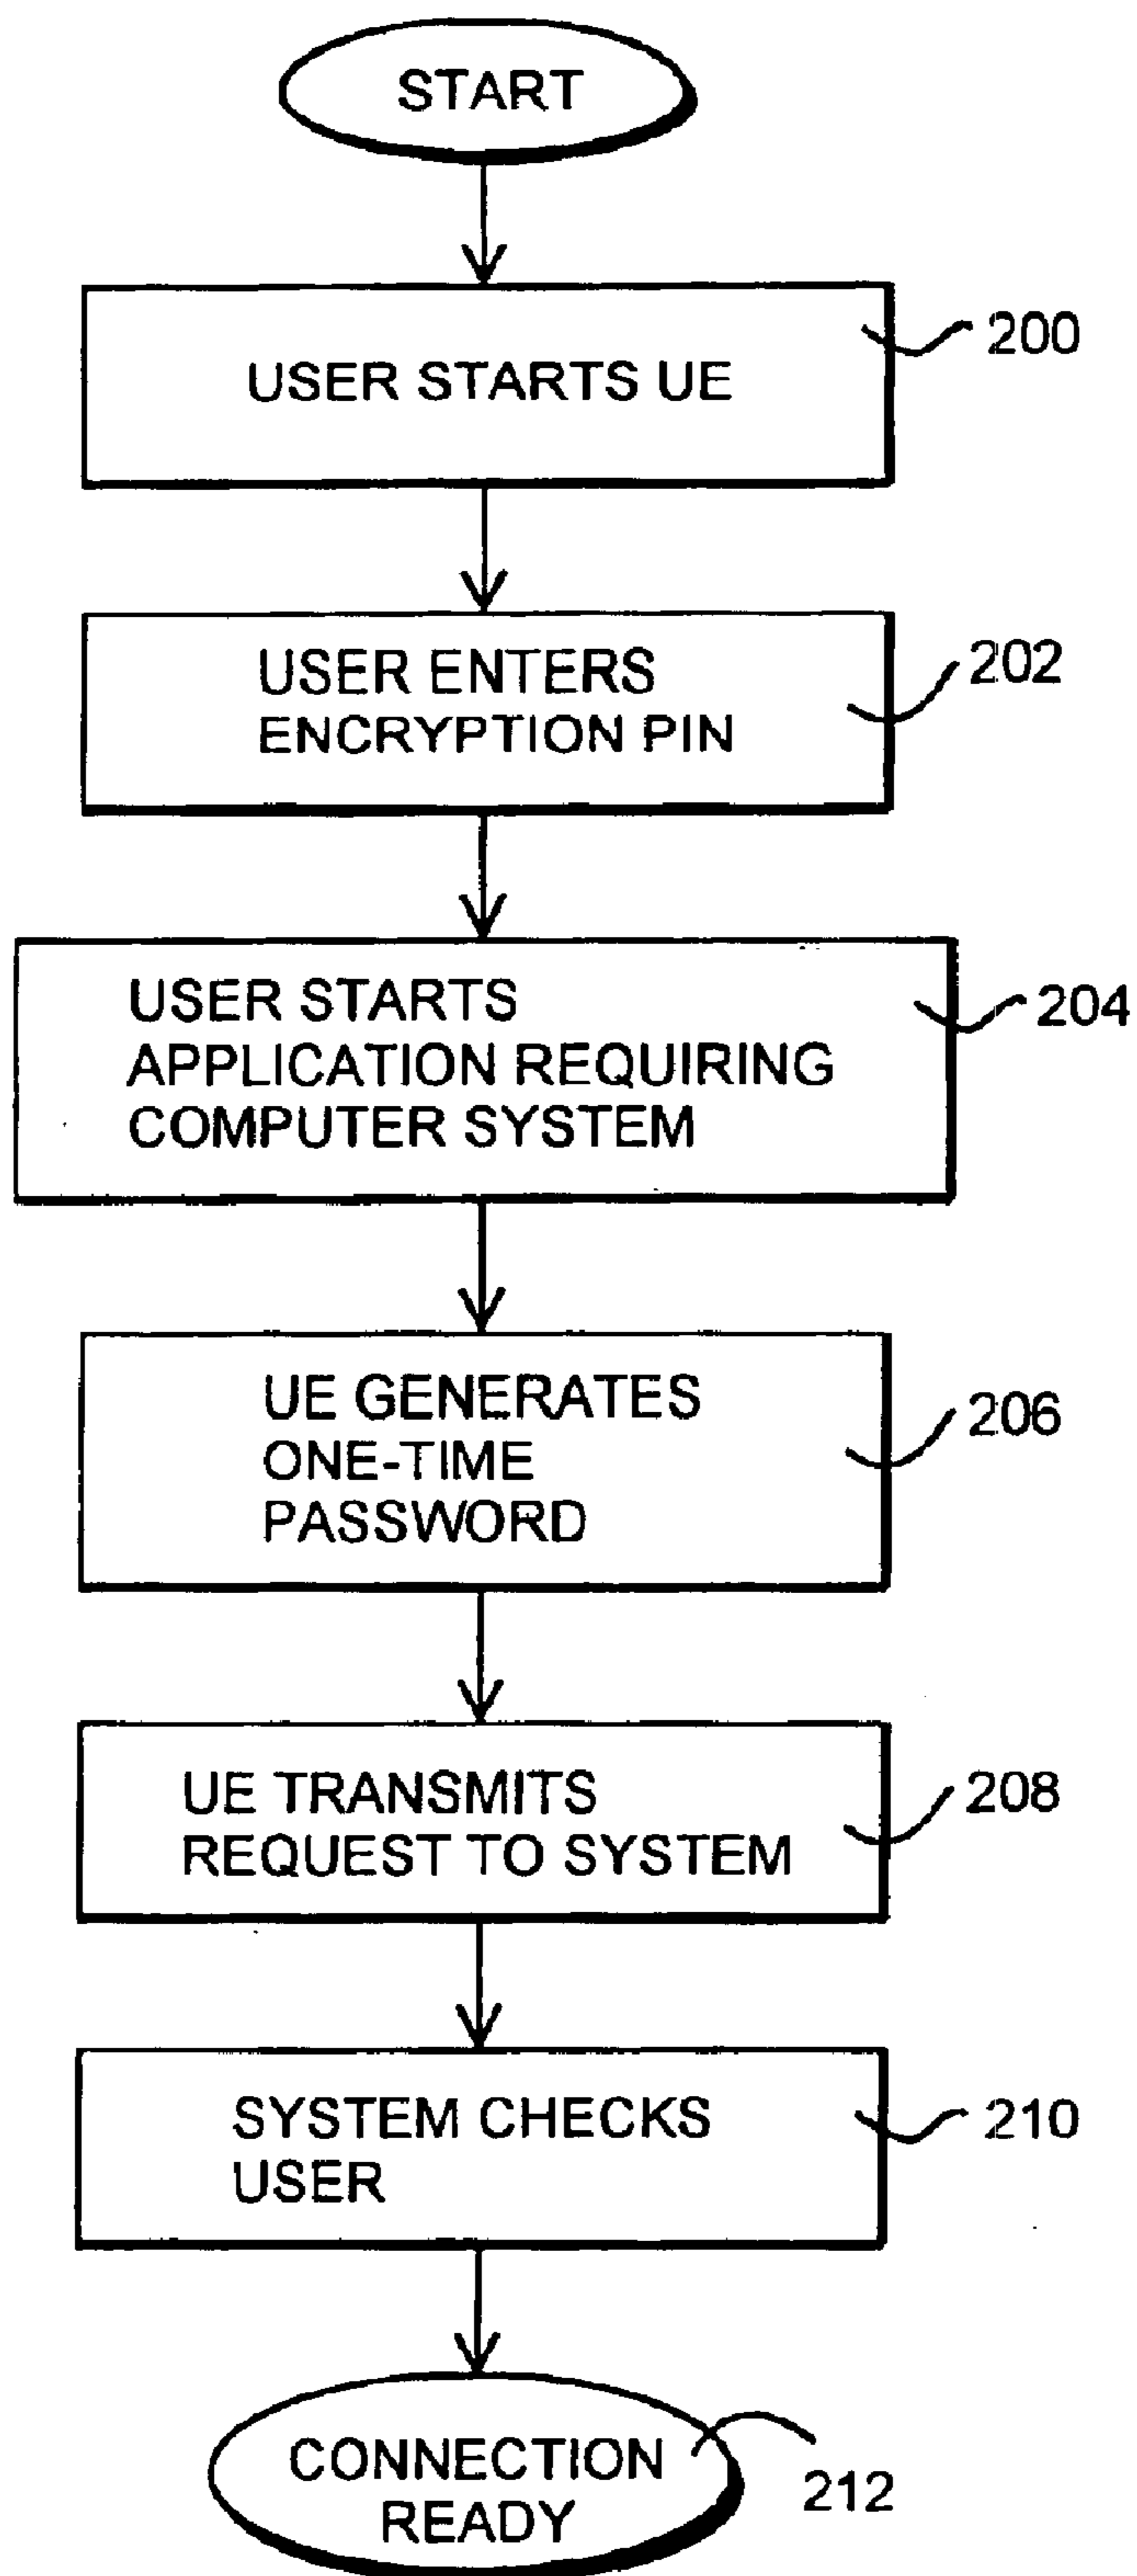 START
200
USER STARTS UE
202
USER ENTERS
ENCRYPTION PIN
204
USER STARTS
APPLICATION REQUIRING
COMPUTER SYSTEM
206
UE GENERATES
ONE-TIME
PASSWORD
208
UE TRANSMITS
REQUEST TO SYSTEM
210
SYSTEM CHECKS
USER
CONNECTION
READY
212